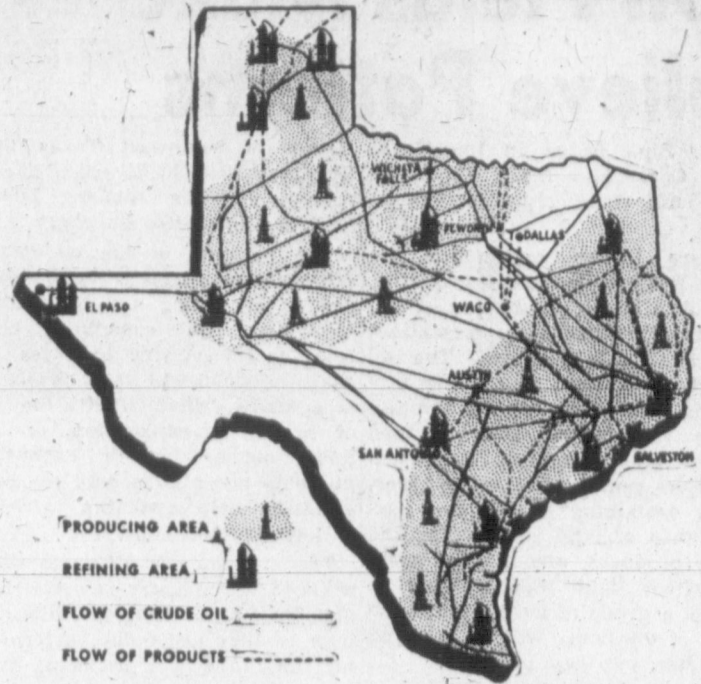 WICHITA
FALLS
FT. WORTH
DALLAS
EL PASO
WACO
AUSTIN
SAN ANTONIO
GALVESTON
PRODUCING AREA
REFINING AREA
FLOW OF CRUDE OIL
FLOW OF PRODUCTS